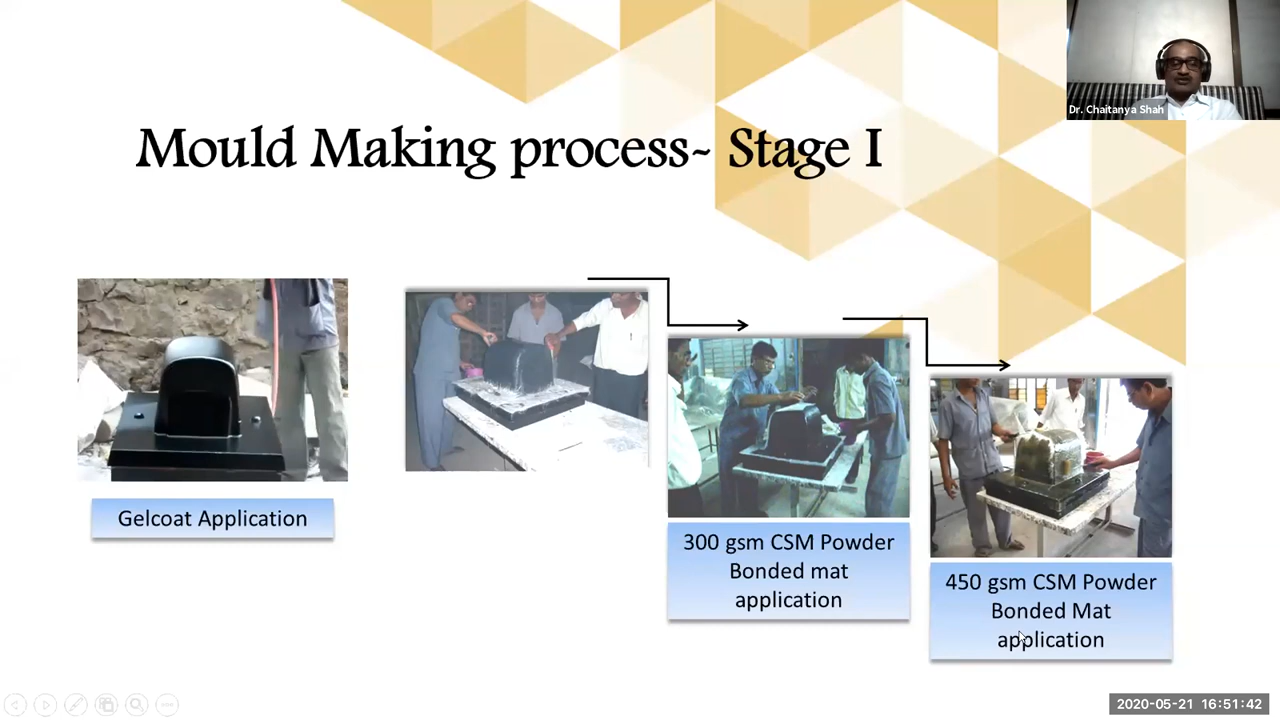 Dr. Chaitanya Shah
Mould Making process- Stage I
Gelcoat Application
300 gsm CSM Powder
Bonded mat
application
450 gsm CSM Powder
Bonded Mat
application
2020-05-21 16:51:42